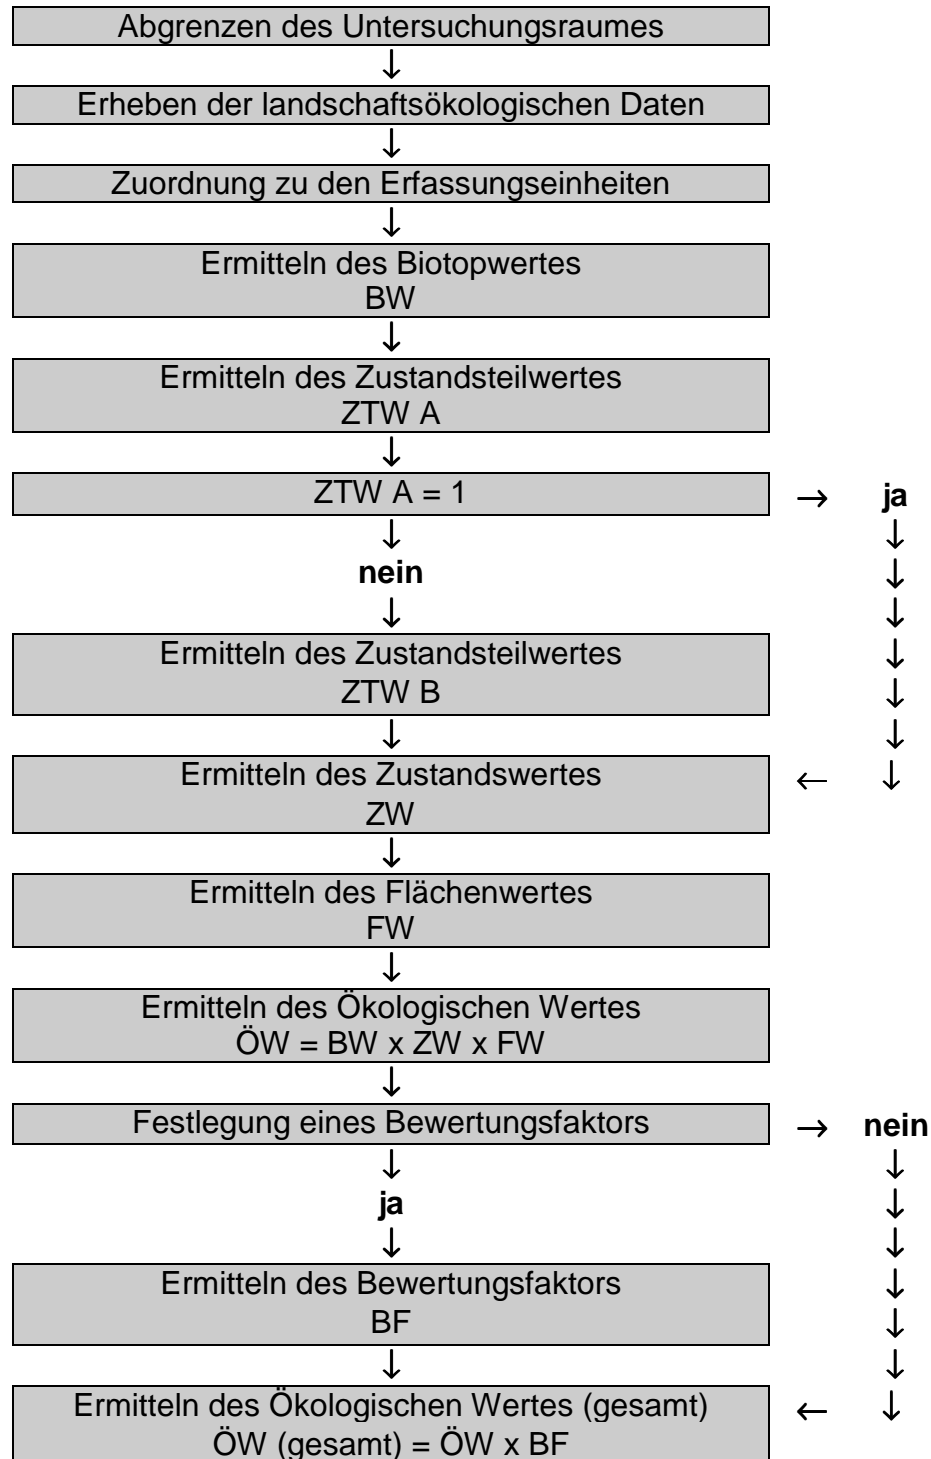 Abgrenzen des Untersuchungsraumes
↓
Erheben der landschaftsökologischen Daten
↓
Zuordnung zu den Erfassungseinheiten
↓
Ermitteln des Biotopwertes
BW
↓
Ermitteln des Zustandsteilwertes
ZTW A
↓
ZTW A = 1 → ja
↓ ↓
nein ↓
↓ ↓
Ermitteln des Zustandsteilwertes ↓
ZTW B ↓
↓ ↓
Ermitteln des Zustandswertes ← ↓
ZW
↓
Ermitteln des Flächenwertes
FW
↓
Ermitteln des Ökologischen Wertes
ÖW = BW x ZW x FW
↓
Festlegung eines Bewertungsfaktors → nein
↓ ↓
ja ↓
↓ ↓
Ermitteln des Bewertungsfaktors ↓
BF ↓
↓ ↓
Ermitteln des Ökologischen Wertes (gesamt) ← ↓
ÖW (gesamt) = ÖW x BF